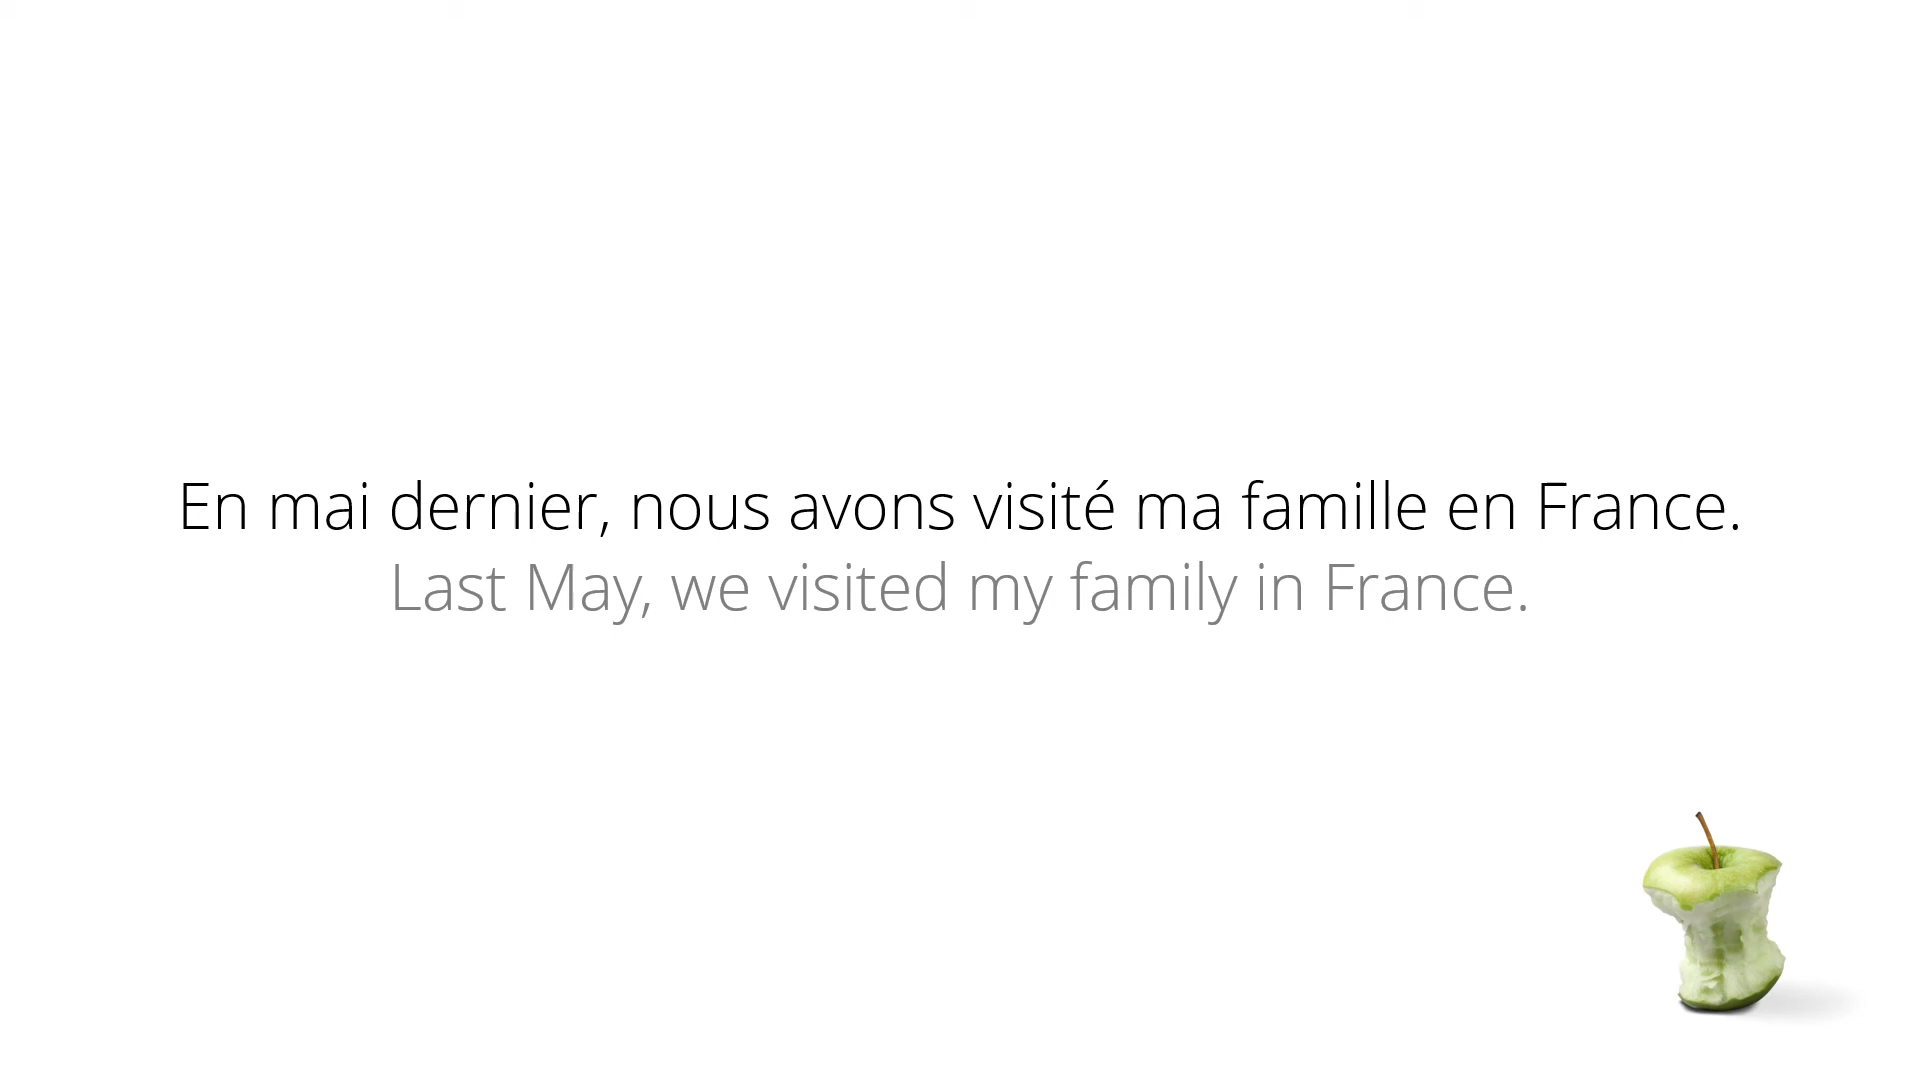 En mai dernier, nous avons visité ma famille en France.
Last May, we visited my family in France.